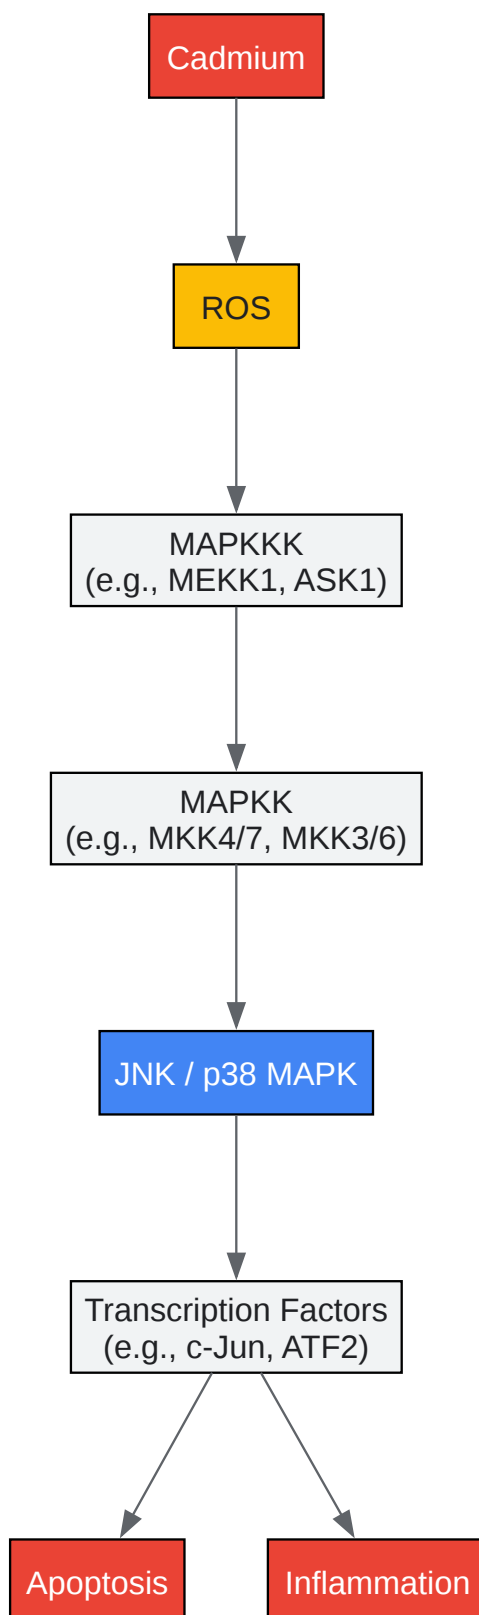 Cadmium
ROS
MAPKKK
(e.g., MEKK1, ASK1)
MAPKK
(e.g., MKK4/7, MKK3/6)
JNK / p38 MAPK
Transcription Factors
(e.g., c-Jun, ATF2)
Apoptosis
Inflammation